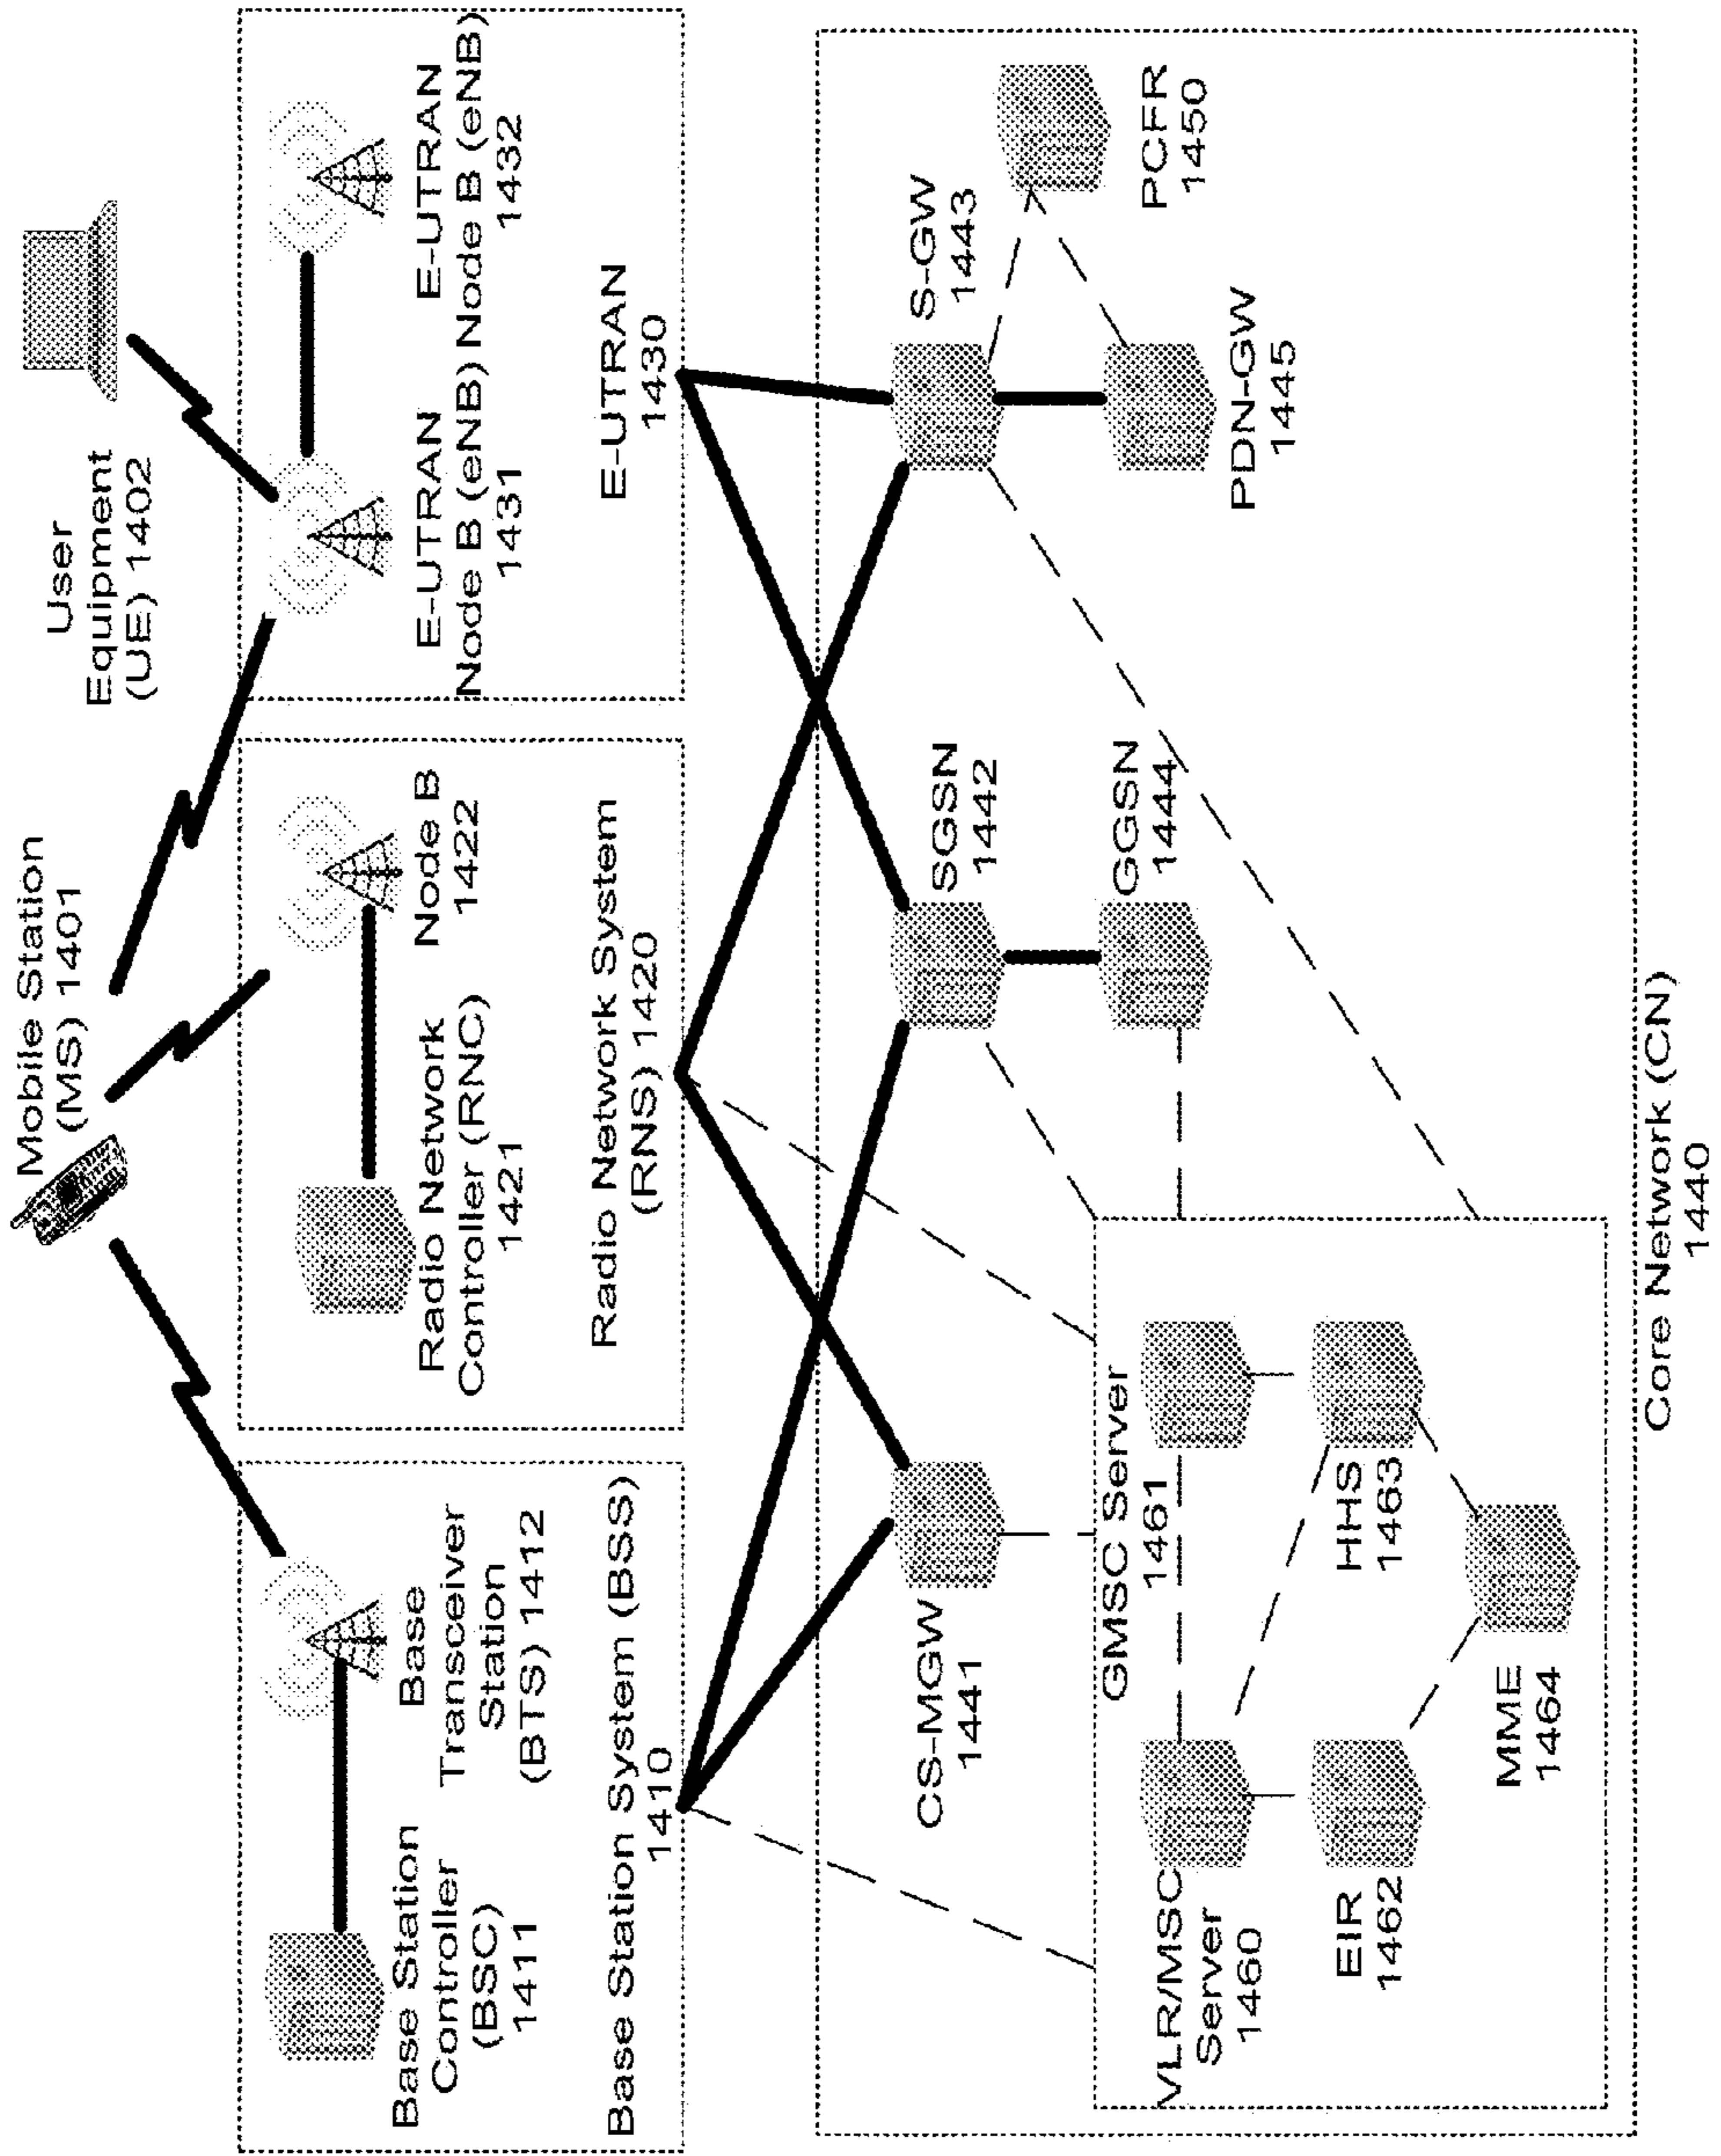 Mobile Station
(MS) 1401
User
Equipment
(UE) 1402
Base Station
Controller
(BSC)
1411
Base
Transceiver
Station
(BTS) 1412
Base Station System (BSS)
1410
Radio Network
Controller (RNC)
1421
Node B
1422
Radio Network System
(RNS) 1420
E-UTRAN
Node B (eNB)
1431
E-UTRAN
Node B (eNB)
1432
E-UTRAN
1430
CS-MGW
1441
SGSN
1442
S-GW
1443
GGSN
1444
PDN-GW
1445
PCFR
1450
VLR/MSC
Server
1460
GMSC Server
1461
EIR
1462
HHS
1463
MME
1464
Core Network (CN)
1440